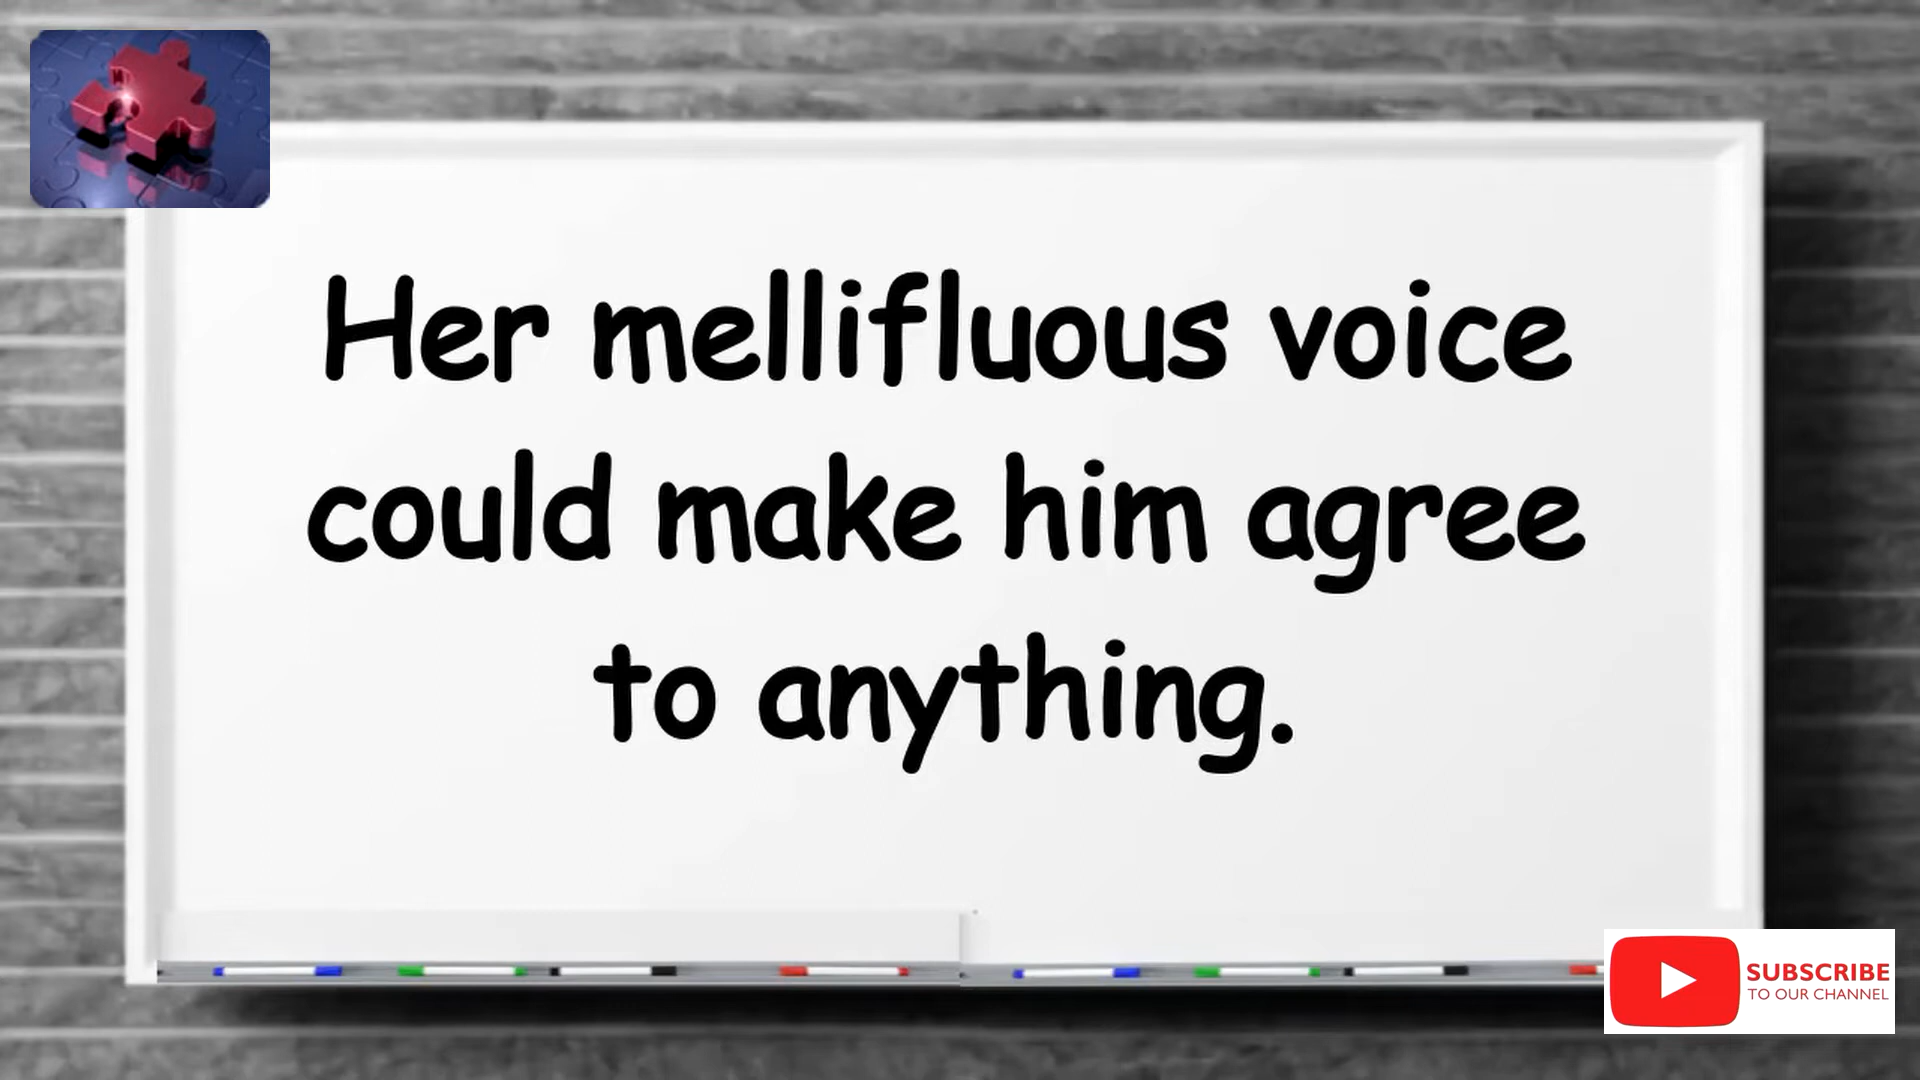 Her mellifluous voice
could make him agree
to anything.
SUBSCRIBE
TO OUR CHANNEL